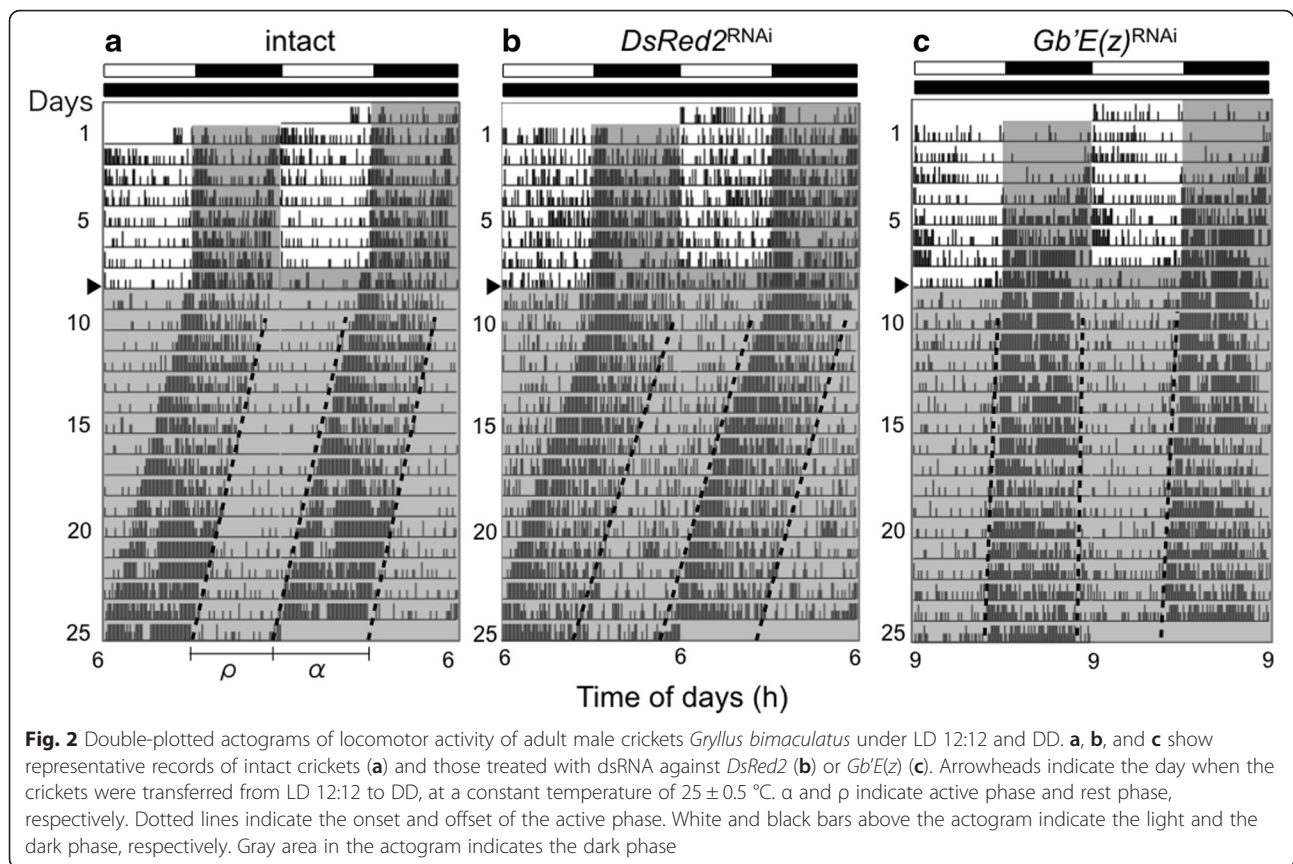 a intact
b DsRed2RNAi
c Gb'E(z)RNAi
Days
1
5
10
15
20
25
1
5
10
15
20
25
1
5
10
15
20
25
6 6
6 6 6
9 9 9
ρ α
Time of days (h)
Fig. 2 Double-plotted actograms of locomotor activity of adult male crickets Gryllus bimaculatus under LD 12:12 and DD. a, b, and c show
representative records of intact crickets (a) and those treated with dsRNA against DsRed2 (b) or Gb'E(z) (c). Arrowheads indicate the day when the
crickets were transferred from LD 12:12 to DD, at a constant temperature of 25 ± 0.5 °C. α and ρ indicate active phase and rest phase,
respectively. Dotted lines indicate the onset and offset of the active phase. White and black bars above the actogram indicate the light and the
dark phase, respectively. Gray area in the actogram indicates the dark phase